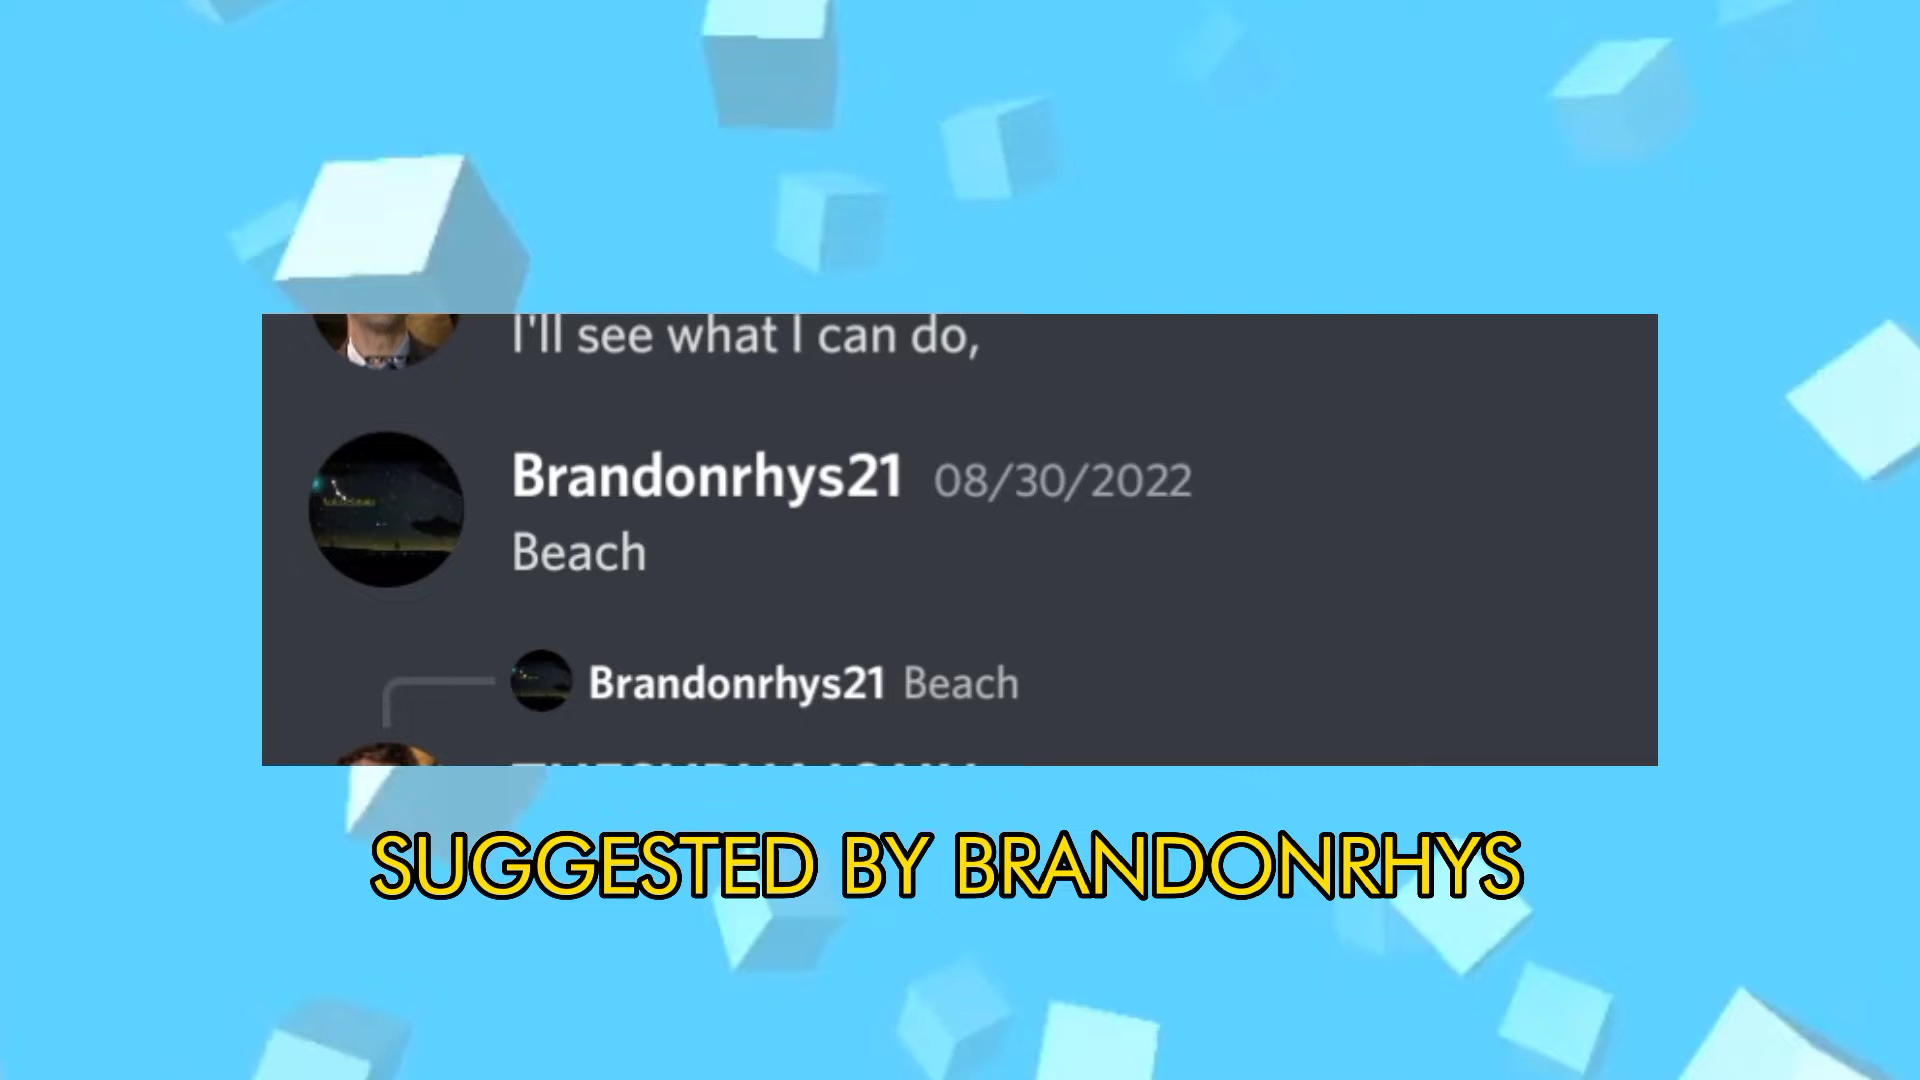 I'll see what I can do,
Brandonrhys21 08/30/2022
Beach
Brandonrhys21 Beach
SUGGESTED BY BRANDONRHYS